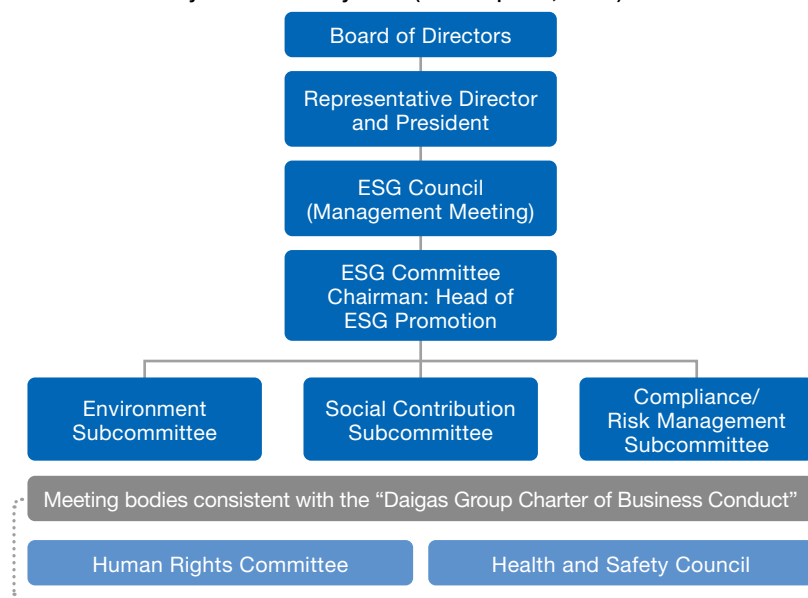 Board of Directors
Representative Director
and President
ESG Council
(Management Meeting)
ESG Committee
Chairman: Head of
ESG Promotion
Environment
Subcommittee
Social Contribution
Subcommittee
Compliance/
Risk Management
Subcommittee
Meeting bodies consistent with the “Daigas Group Charter of Business Conduct”
Human Rights Committee
Health and Safety Council